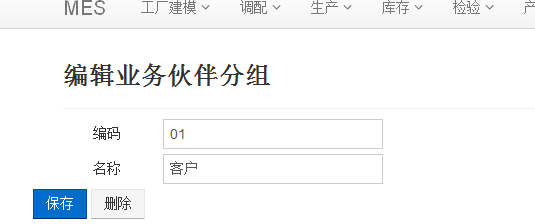 MES 工厂建模 调配 生产 库存 检验
编辑业务伙伴分组
编码 01
名称 客户
保存 删除